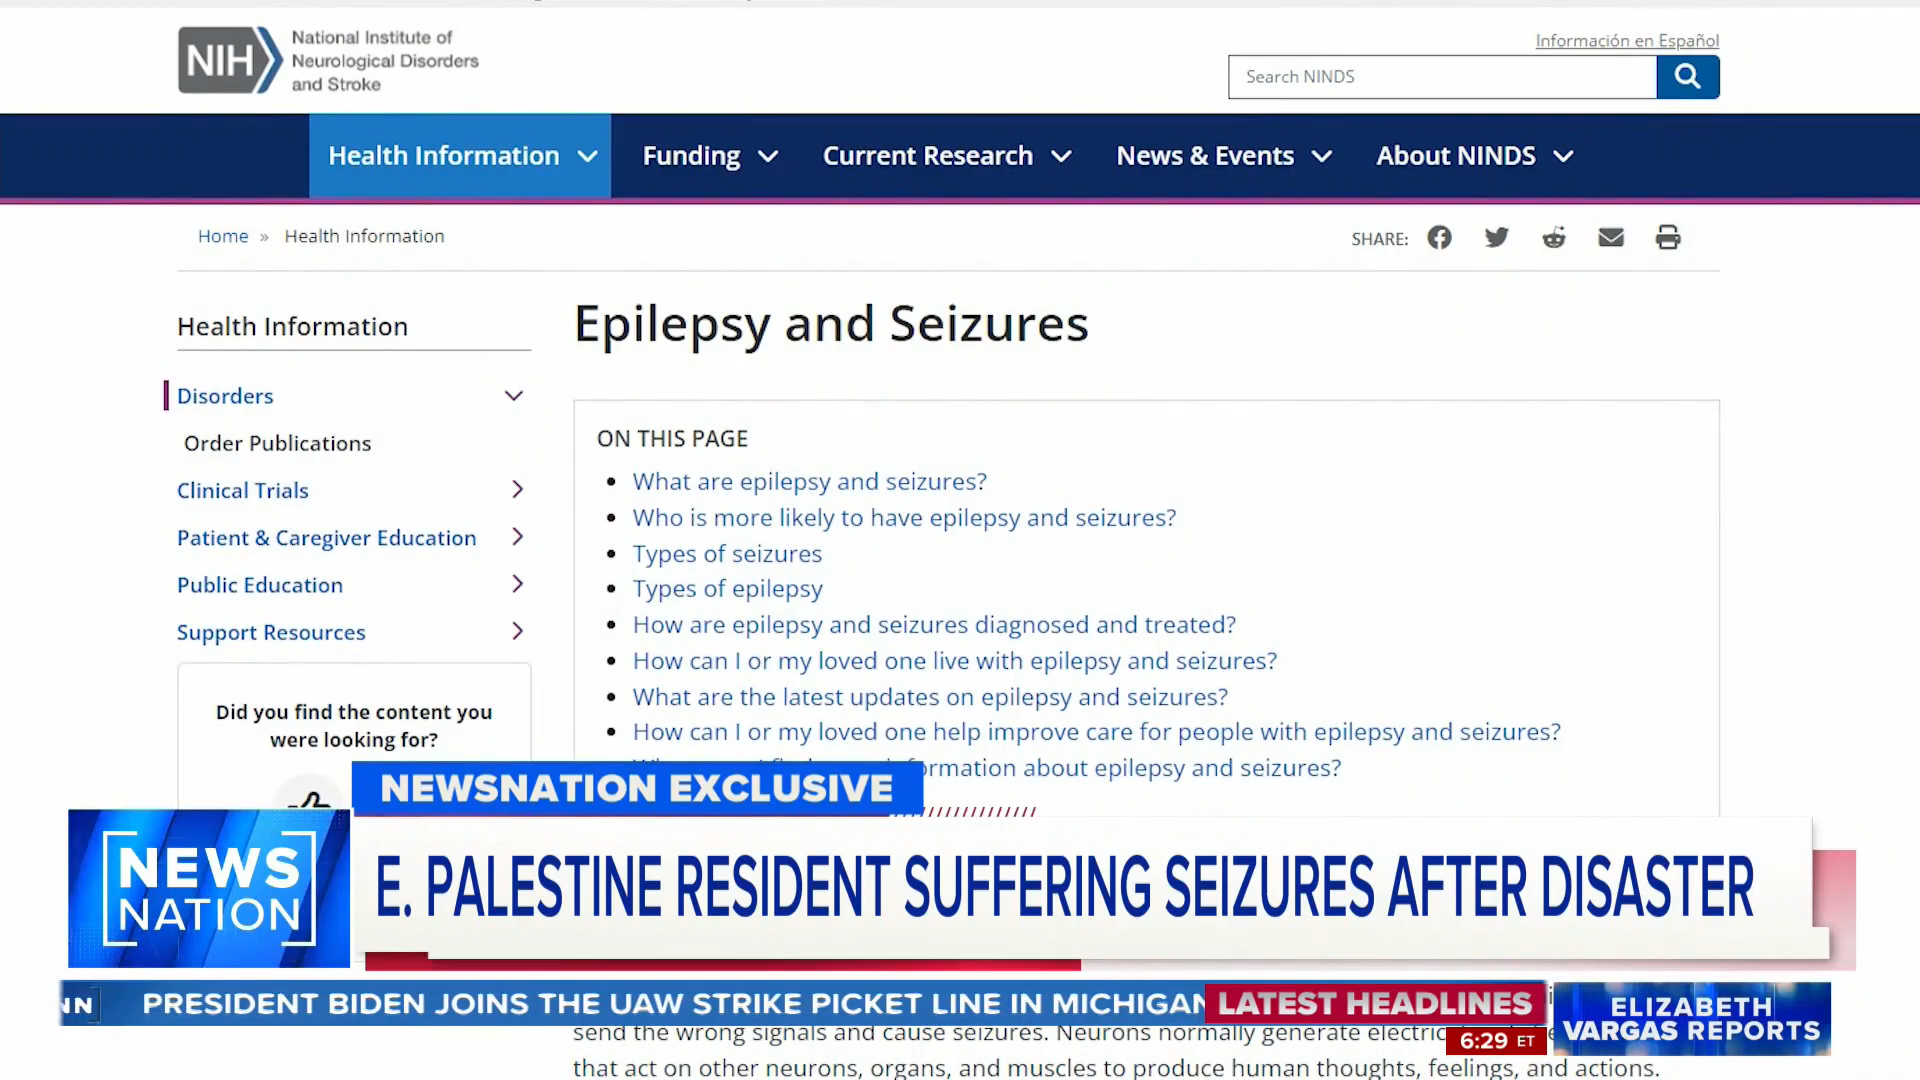 NIH
National Institute of
Neurological Disorders
and Stroke
Información en Español
Search NINDS
Health Information
Funding
Current Research
News & Events
About NINDS
Home » Health Information
SHARE:
Health Information
Disorders
Order Publications
Clinical Trials
Patient & Caregiver Education
Public Education
Support Resources
Did you find the content you
were looking for?
Epilepsy and Seizures
ON THIS PAGE
What are epilepsy and seizures?
Who is more likely to have epilepsy and seizures?
Types of seizures
Types of epilepsy
How are epilepsy and seizures diagnosed and treated?
How can I or my loved one live with epilepsy and seizures?
What are the latest updates on epilepsy and seizures?
How can I or my loved one help improve care for people with epilepsy and seizures?
about epilepsy and seizures?
NEWSNATION EXCLUSIVE
NEWS
NATION
E. PALESTINE RESIDENT SUFFERING SEIZURES AFTER DISASTER
PRESIDENT BIDEN JOINS THE UAW STRIKE PICKET LINE IN MICHIGAN
LATEST HEADLINES
6:29 ET
ELIZABETH
VARGAS REPORTS
send the wrong signals and cause seizures. Neurons normally generate
that act on other neurons, organs, and muscles to produce human thoughts, feelings, and actions.